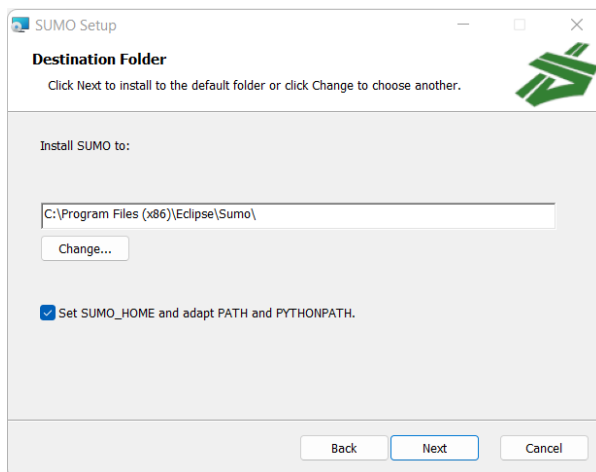 SUMO Setup
Destination Folder
Click Next to install to the default folder or click Change to choose another.
Install SUMO to:
C:\Program Files (x86)\Eclipse\Sumo\
Change...
Set SUMO_HOME and adapt PATH and PYTHONPATH.
Back Next Cancel